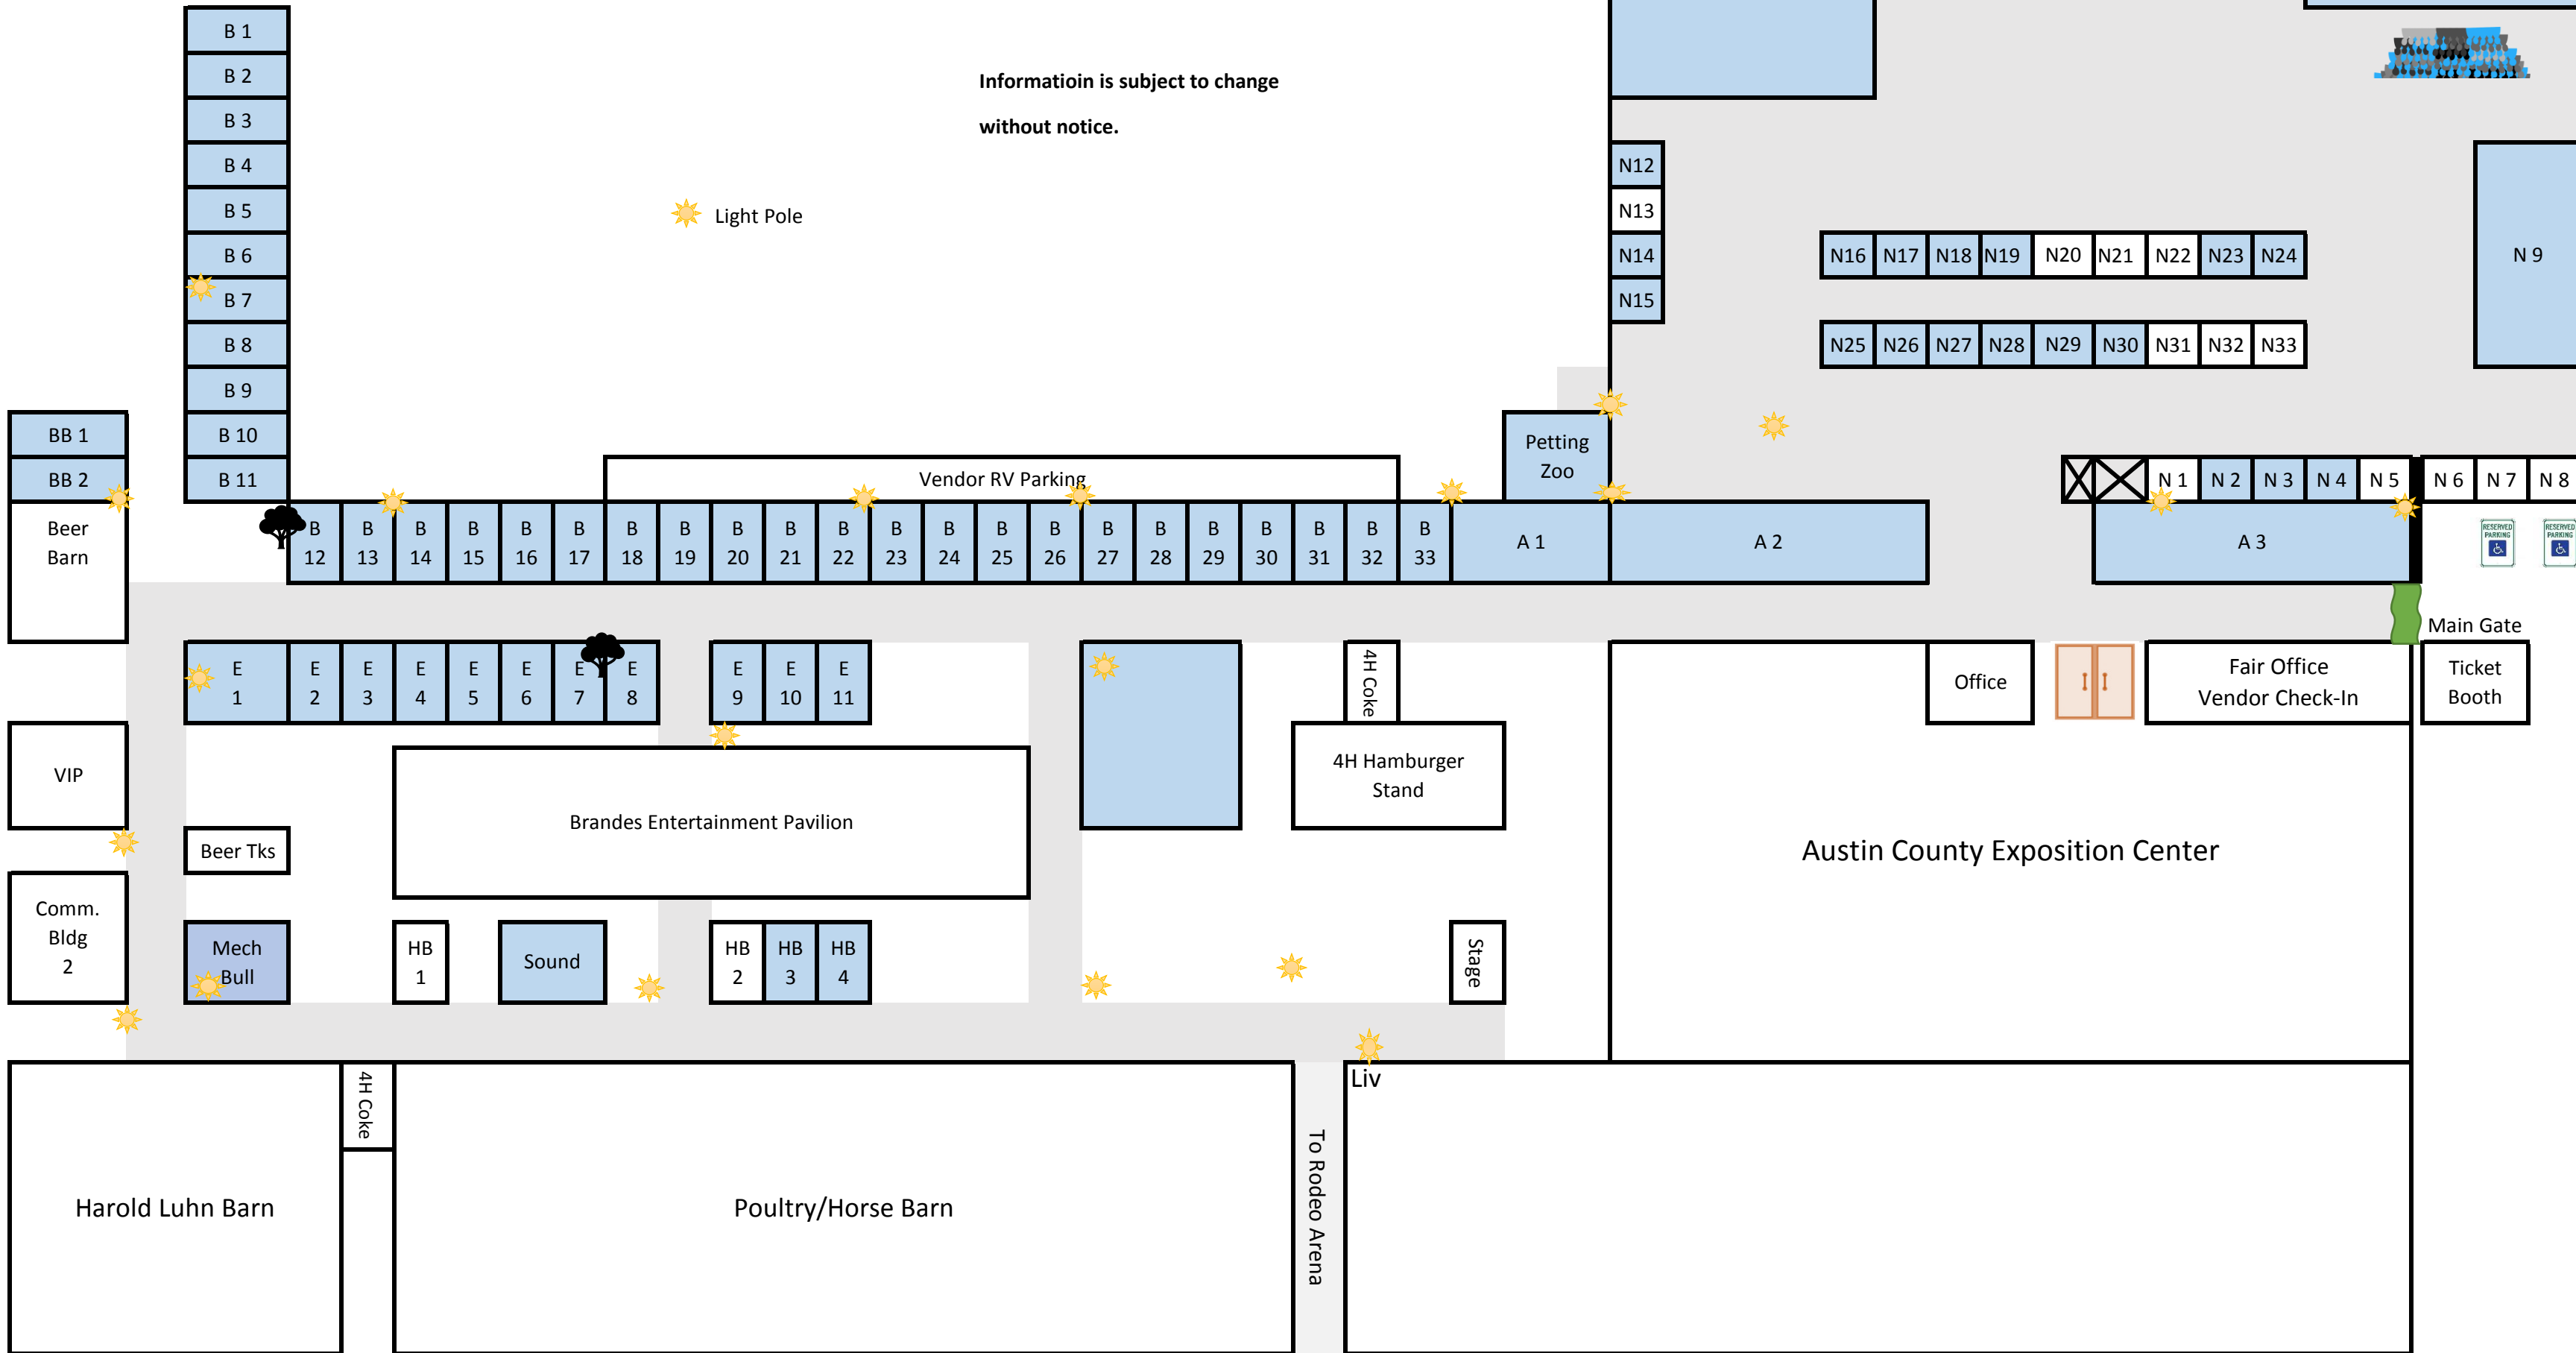 B 1
B 2
B 3
B 4
B 5
B 6
B 7
B 8
B 9
B 10
B 11
Informatioin is subject to change
without notice.
Light Pole
N12
N13
N14
N15
N16 N17 N18 N19 N20 N21 N22 N23 N24
N25 N26 N27 N28 N29 N30 N31 N32 N33
N 9
BB 1
BB 2
Beer
Barn
Vendor RV Parking
Petting
Zoo
N 1 N 2 N 3 N 4 N 5 N 6 N 7 N 8
B B B B B B B B B B B B B B B B B B B B B B
12 13 14 15 16 17 18 19 20 21 22 23 24 25 26 27 28 29 30 31 32 33
A 1
A 2
A 3
RESERVED
PARKING
RESERVED
PARKING
Main Gate
E E E E E E E E E E E
1 2 3 4 5 6 7 8 9 10 11
4H Coke
Office
Fair Office
Vendor Check-In
Ticket
Booth
VIP
4H Hamburger
Stand
Brandes Entertainment Pavilion
Beer Tks
Austin County Exposition Center
Comm.
Bldg
2
Mech
Bull
HB
1
Sound
HB HB HB
2 3 4
Stage
Liv
4H Coke
To Rodeo Arena
Harold Luhn Barn
Poultry/Horse Barn